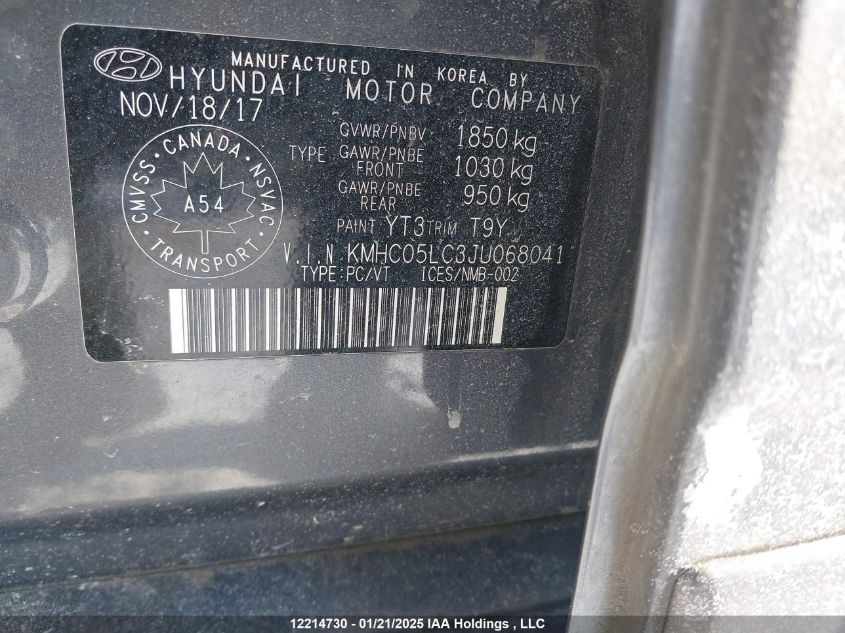 MANUFACTURED IN KOREA BY
HYUNDAI MOTOR COMPANY
NOV/18/17
GVWR/PNBV 1850 kg
TYPE GAWR/PNBE FRONT 1030 kg
GAWR/PNBE REAR 950 kg
PAINT YT3 TRIM T9Y
CMVSS · CANADA · NSVAC · TRANSPORT ·
A54
V.I.N KMHC05LC3JU068041
TYPE:PC/VT ICES/NMB-002
12214730 - 01/21/2025 IAA Holdings , LLC